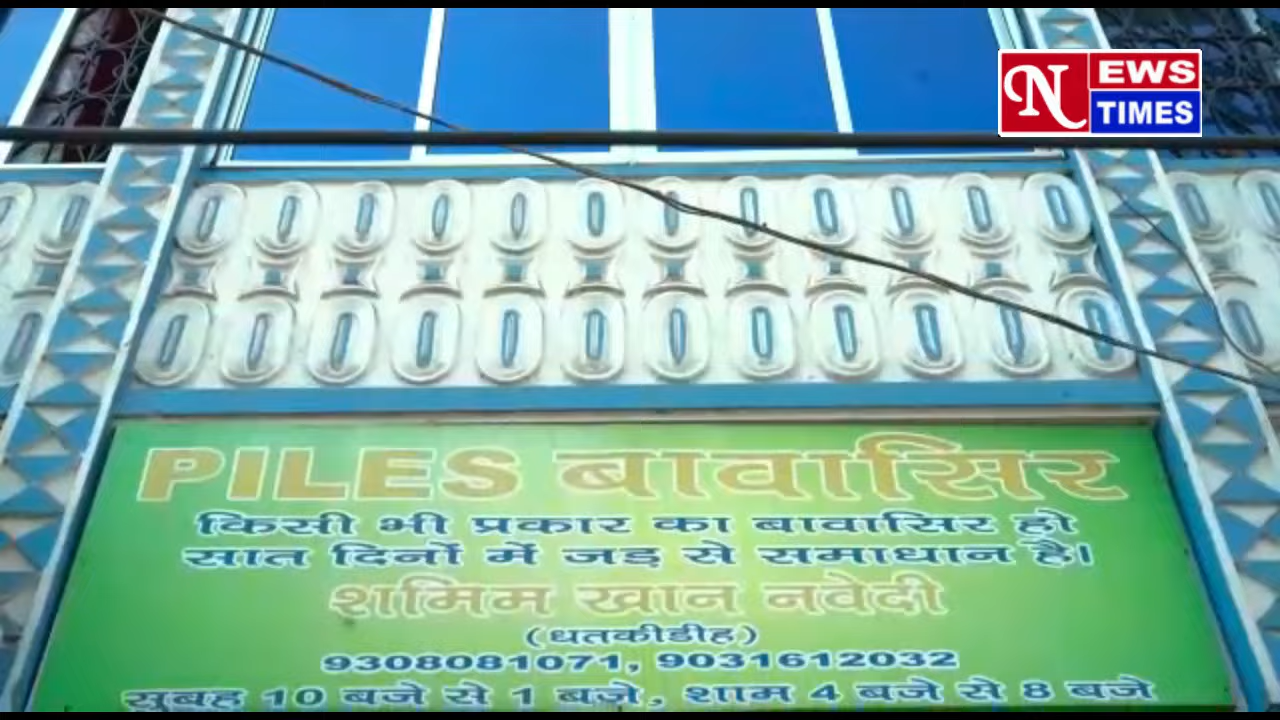 NEWS
TIMES
PILES बावासिर
किसी भी प्रकार का बावासिर हो
सात दिनों में जड़ से समाधान है।
शमिम खान नवेदी
(धतकीडीह)
9308081071, 9031612032
सुबह 10 बजे से 1 बजे, शाम 4 बजे से 8 बजे